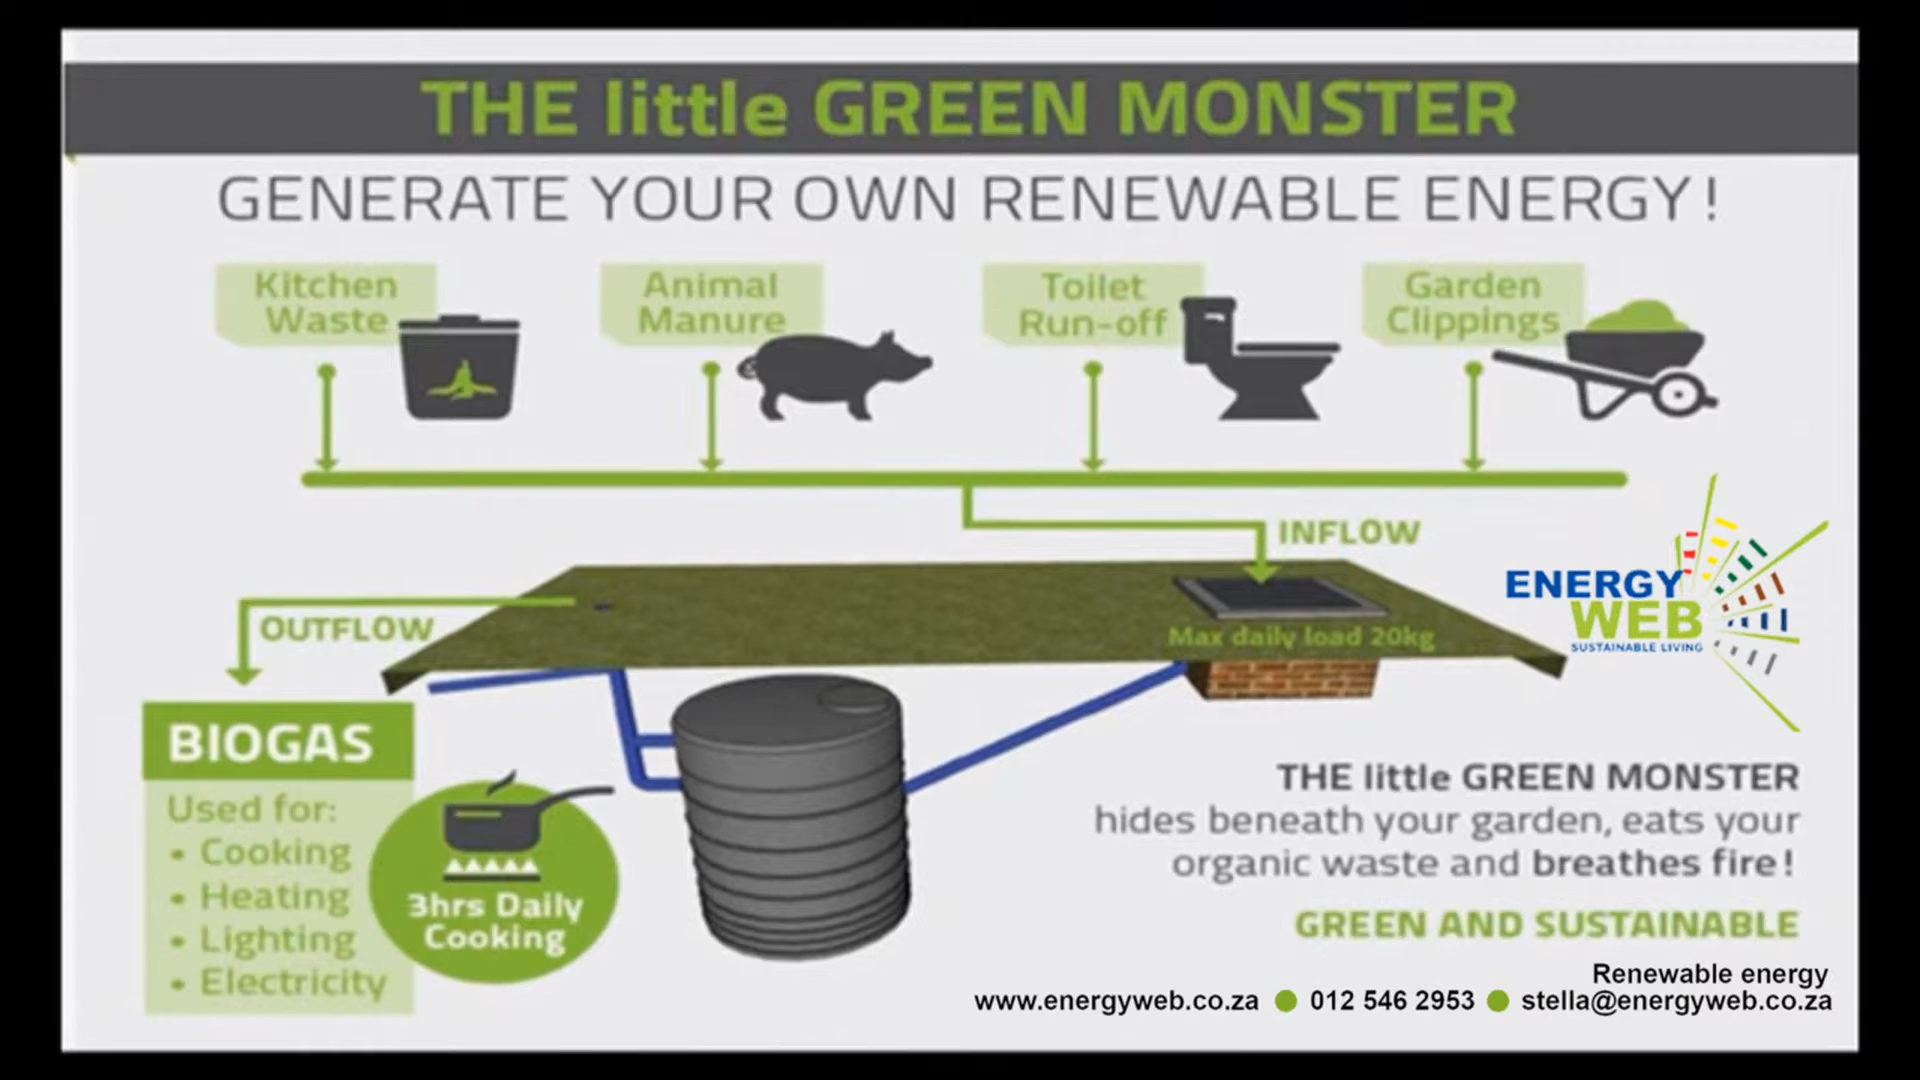 THE little GREEN MONSTER
GENERATE YOUR OWN RENEWABLE ENERGY!
Kitchen
Waste
Animal
Manure
Toilet
Run-off
Garden
Clippings
INFLOW
OUTFLOW
Max daily load 20kg
ENERGY
WEB
SUSTAINABLE LIVING
BIOGAS
Used for:
• Cooking
• Heating
• Lighting
• Electricity
3hrs Daily
Cooking
THE little GREEN MONSTER
hides beneath your garden, eats your
organic waste and breathes fire!
GREEN AND SUSTAINABLE
Renewable energy
www.energyweb.co.za ● 012 546 2953 ● stella@energyweb.co.za